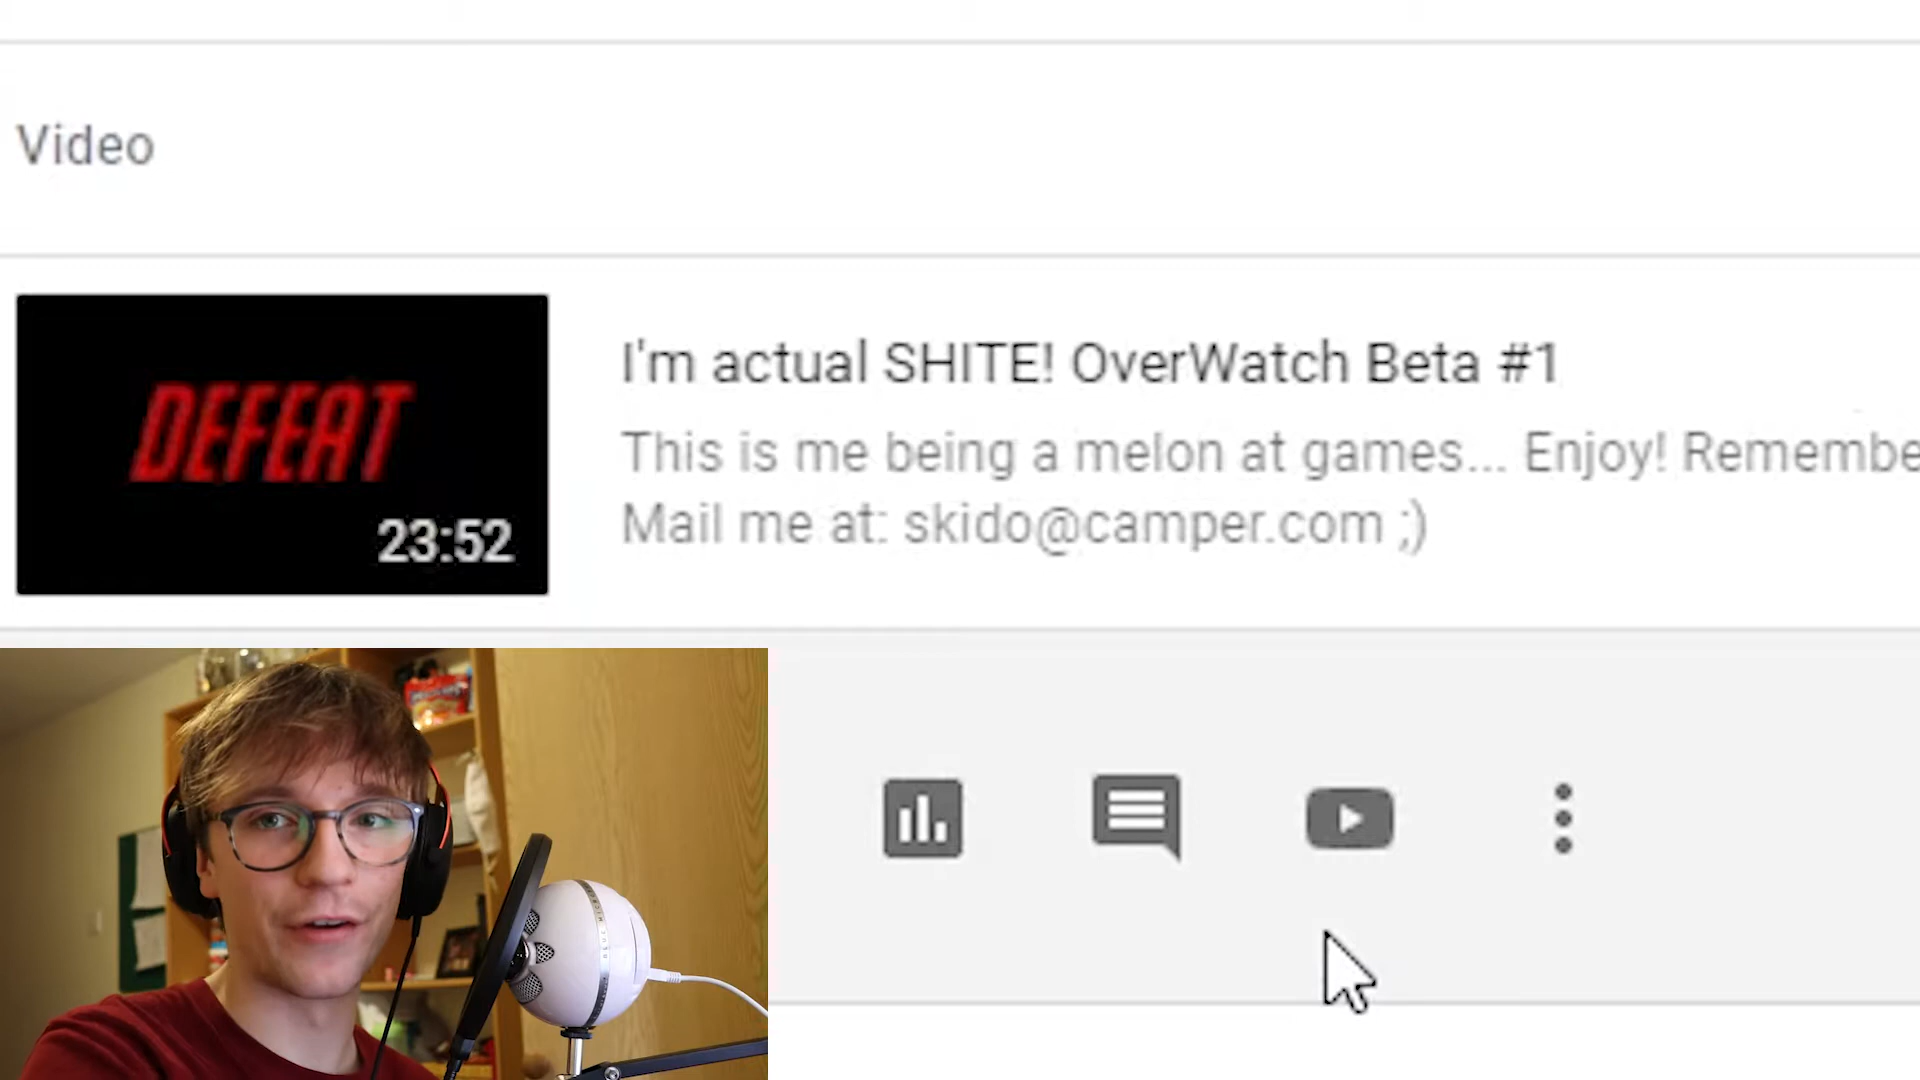 Video
DEFEAT
23:52
I'm actual SHITE! OverWatch Beta #1
This is me being a melon at games... Enjoy! Remembe
Mail me at: skido@camper.com ;)